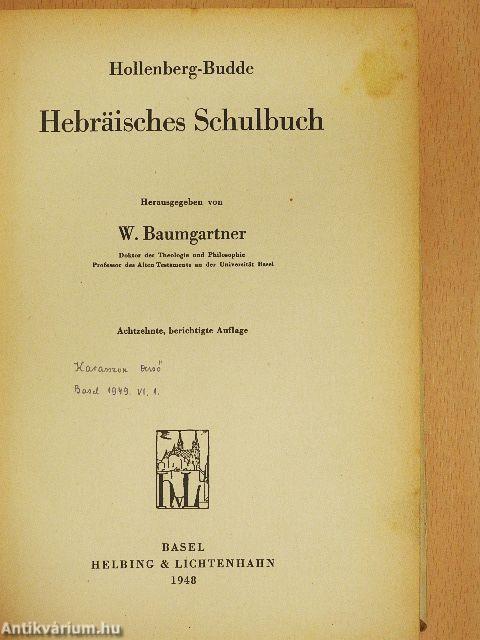 Hollenberg-Budde
Hebräisches Schulbuch
Herausgegeben von
W. Baumgartner
Doktor der Theologie und Philosophie
Professor des Alten Testaments an der Universität Basel
Achtzehnte, berichtigte Auflage
Basel 1949. VI. 1.
BASEL
HELBING & LICHTENHAHN
1948
Antikvárium.hu